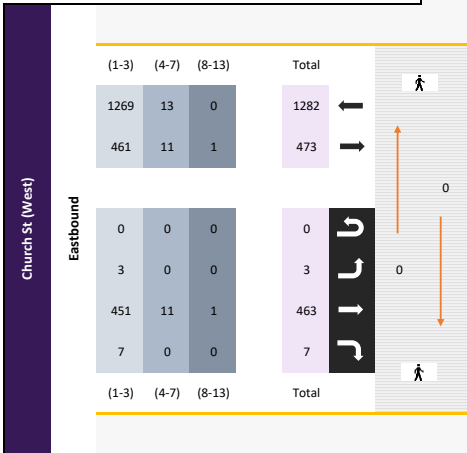 Church St (West)
Eastbound
(1-3) (4-7) (8-13) Total
1269 13 0 1282
461 11 1 473
0
0 0 0 0
3 0 0 3 0
451 11 1 463
7 0 0 7
(1-3) (4-7) (8-13) Total